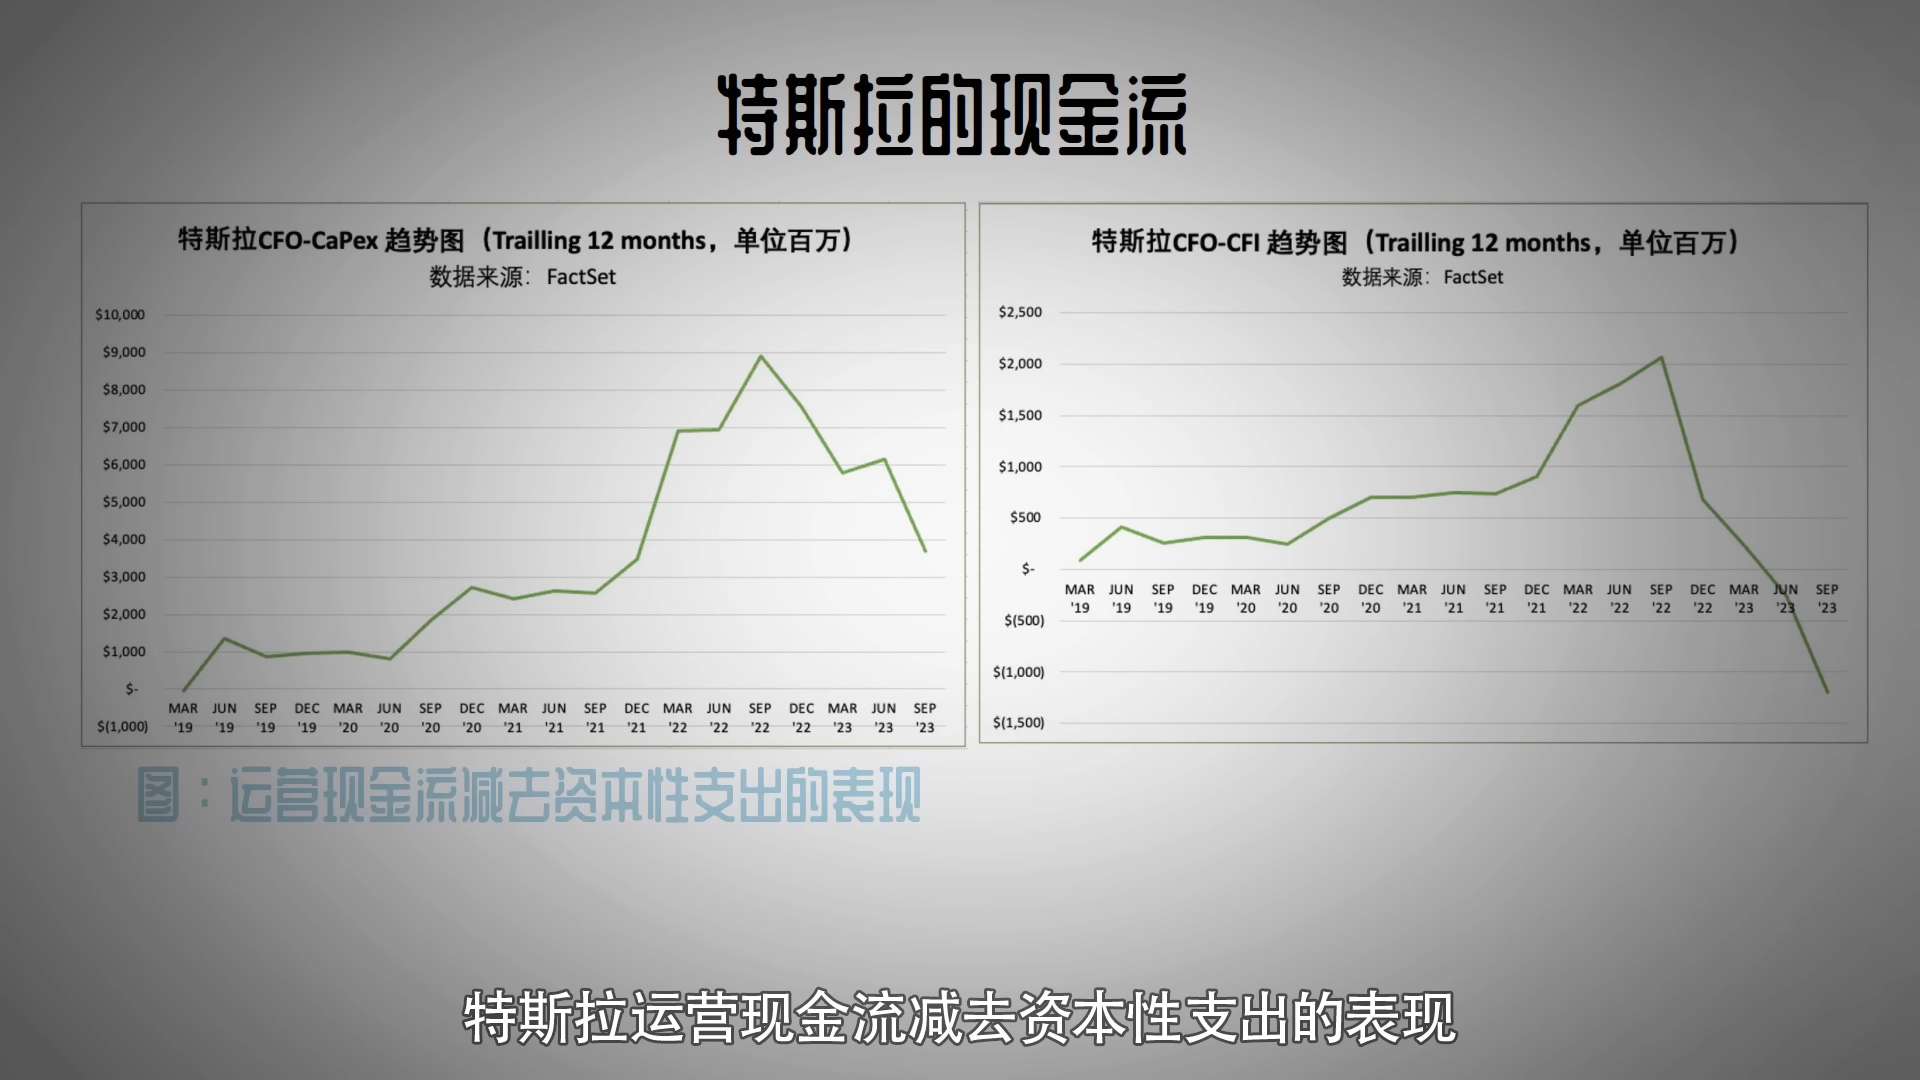 特斯拉的现金流
特斯拉CFO-CaPex 趋势图（Trailling 12 months，单位百万）
数据来源：FactSet
$10,000
$9,000
$8,000
$7,000
$6,000
$5,000
$4,000
$3,000
$2,000
$1,000
$-
$(1,000)
MAR '19
JUN '19
SEP '19
DEC '19
MAR '20
JUN '20
SEP '20
DEC '20
MAR '21
JUN '21
SEP '21
DEC '21
MAR '22
JUN '22
SEP '22
DEC '22
MAR '23
JUN '23
SEP '23
特斯拉CFO-CFI 趋势图（Trailling 12 months，单位百万）
数据来源：FactSet
$2,500
$2,000
$1,500
$1,000
$500
$-
$(500)
$(1,000)
$(1,500)
MAR '19
JUN '19
SEP '19
DEC '19
MAR '20
JUN '20
SEP '20
DEC '20
MAR '21
JUN '21
SEP '21
DEC '21
MAR '22
JUN '22
SEP '22
DEC '22
MAR '23
JUN '23
SEP '23
图：运营现金流减去资本性支出的表现
特斯拉运营现金流减去资本性支出的表现